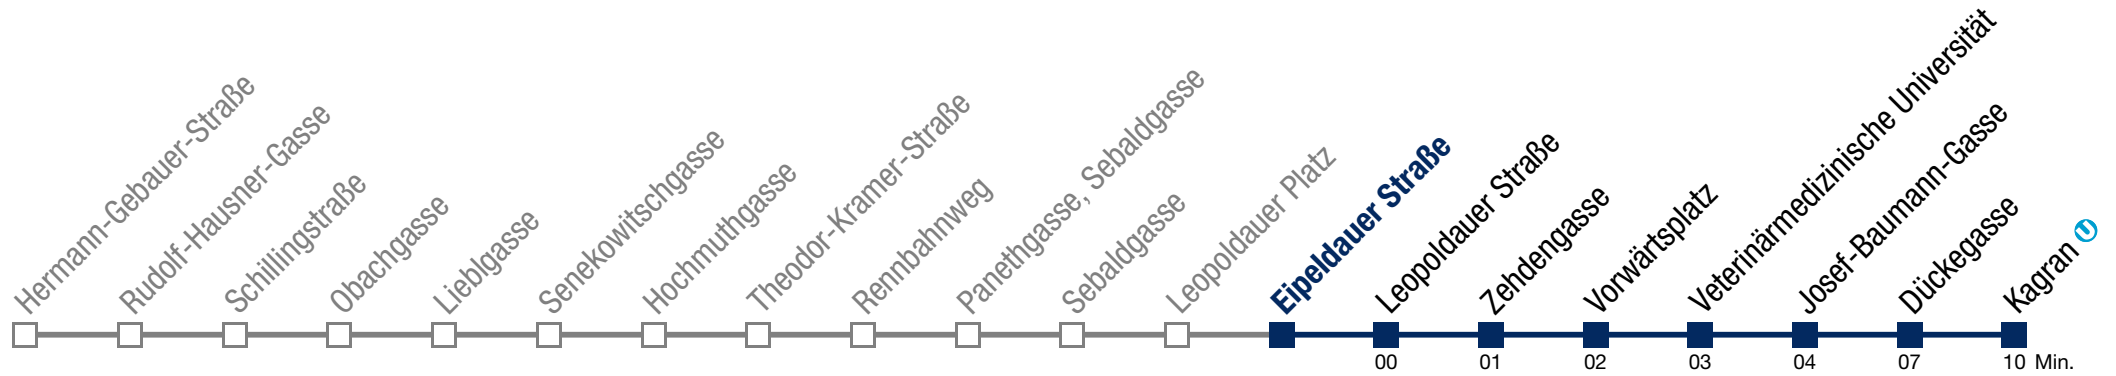 Hermann-Gebauer-Straße
Rudolf-Hausner-Gasse
Schillingstraße
Obachgasse
Lieblgasse
Senekowitschgasse
Hochmuthgasse
Theodor-Kramer-Straße
Rennbahnweg
Panethgasse, Sebaldgasse
Sebaldgasse
Leopoldauer Platz
Eipeldauer Straße
Leopoldauer Straße
Zehdengasse
Vorwärtsplatz
Veterinärmedizinische Universität
Josef-Baumann-Gasse
Dückegasse
Kagran U
00 01 02 03 04 07 10 Min.